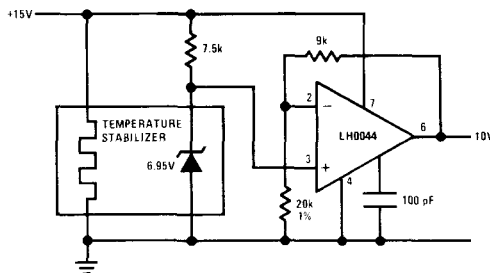 +15V
7.5k
9k
TEMPERATURE
STABILIZER
6.95V
2
7
LH0044
6
10V
3
4
20k
1%
100 pF